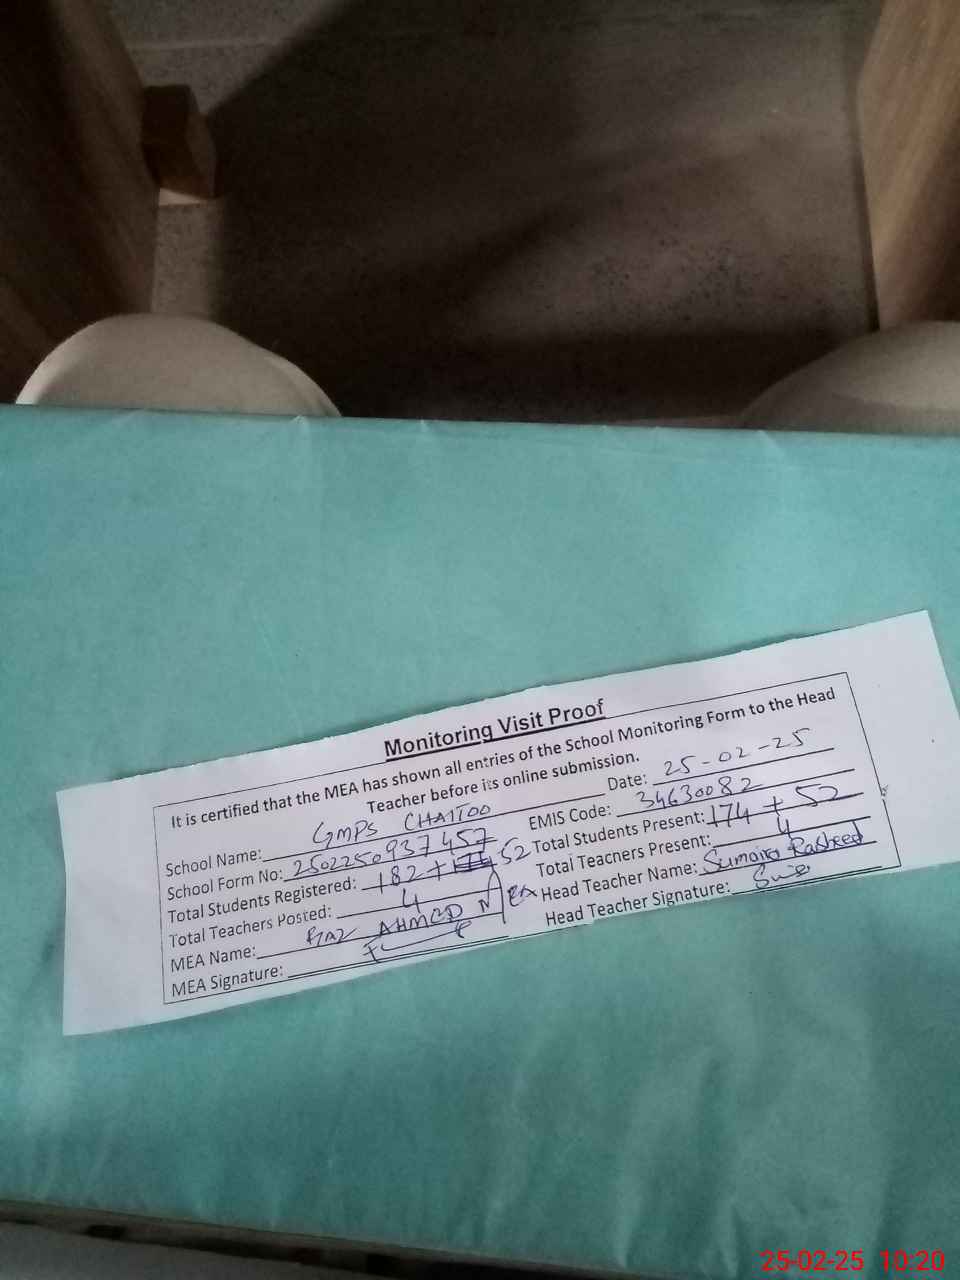 Monitoring Visit Proof
It is certified that the MEA has shown all entries of the School Monitoring Form to the Head
Teacher before its online submission.
School Name: GMPS CHATTOO Date: 25-02-25
School Form No: 2502250937457 EMIS Code: 34630082
Total Students Registered: 182 + 52 Total Students Present: 174 + 52
Total Teachers Posted: 4 Total Teachers Present: 4
MEA Name: AHMED Head Teacher Name: Sumaira Rasheed
MEA Signature: Head Teacher Signature:
25-02-25 10:20